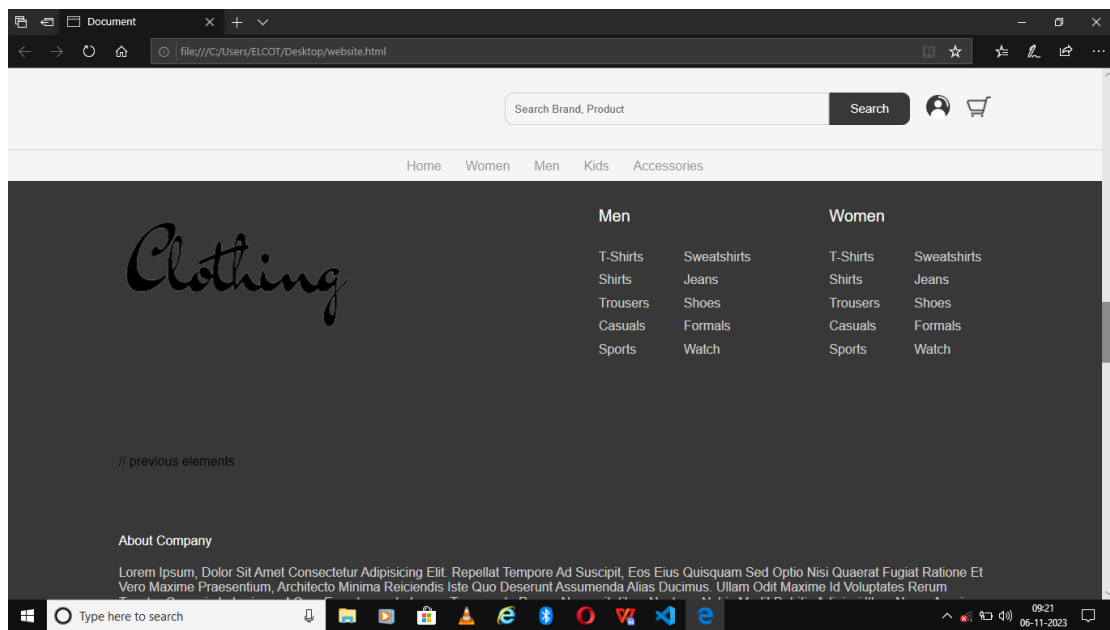 Document
file:///C:/Users/ELCOT/Desktop/website.html
Search Brand, Product
Search
Home Women Men Kids Accessories
Clothing
Men
T-Shirts Sweatshirts
Shirts Jeans
Trousers Shoes
Casuals Formals
Sports Watch
Women
T-Shirts Sweatshirts
Shirts Jeans
Trousers Shoes
Casuals Formals
Sports Watch
// previous elements
About Company
Lorem Ipsum, Dolor Sit Amet Consectetur Adipisicing Elit. Repellat Tempore Ad Suscipit, Eos Eius Quisquam Sed Optio Nisi Quaerat Fugiat Ratione Et
Vero Maxime Praesentium, Architecto Minima Reiciendis Iste Quo Deserunt Assumenda Alias Ducimus. Ullam Odit Maxime Id Voluptates Rerum
Type here to search
09:21
06-11-2023